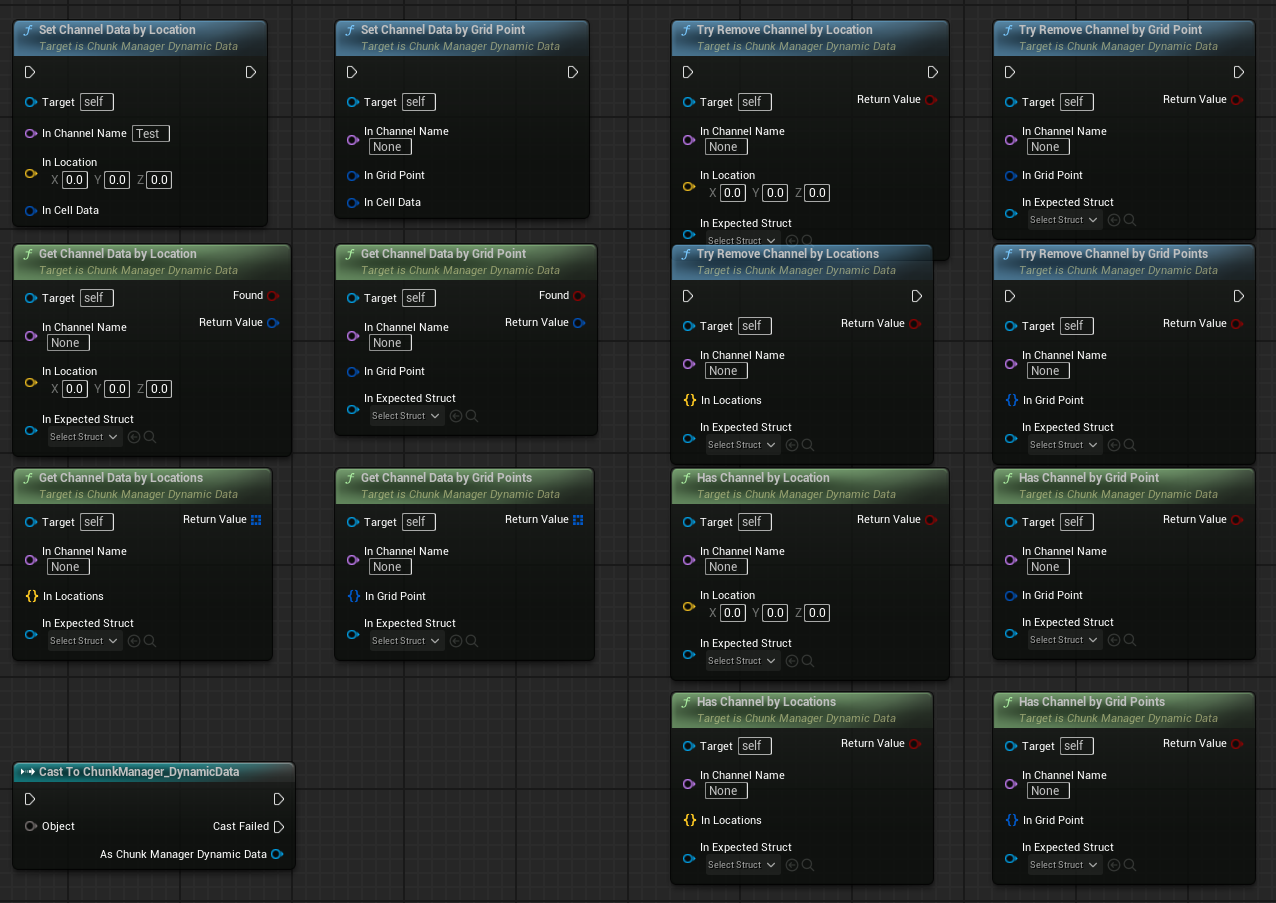 Set Channel Data by Location
Target is Chunk Manager Dynamic Data
Target self
In Channel Name Test
In Location
X 0.0 Y 0.0 Z 0.0
In Cell Data
Set Channel Data by Grid Point
Target is Chunk Manager Dynamic Data
Target self
In Channel Name
None
In Grid Point
In Cell Data
Try Remove Channel by Location
Target is Chunk Manager Dynamic Data
Target self Return Value
In Channel Name
None
In Location
X 0.0 Y 0.0 Z 0.0
In Expected Struct
Select Struct
Try Remove Channel by Grid Point
Target is Chunk Manager Dynamic Data
Target self Return Value
In Channel Name
None
In Grid Point
In Expected Struct
Select Struct
Get Channel Data by Location
Target is Chunk Manager Dynamic Data
Target self Found
In Channel Name Return Value
None
In Location
X 0.0 Y 0.0 Z 0.0
In Expected Struct
Select Struct
Get Channel Data by Grid Point
Target is Chunk Manager Dynamic Data
Target self Found
In Channel Name Return Value
None
In Grid Point
In Expected Struct
Select Struct
Try Remove Channel by Locations
Target is Chunk Manager Dynamic Data
Target self Return Value
In Channel Name
None
In Locations
In Expected Struct
Select Struct
Try Remove Channel by Grid Points
Target is Chunk Manager Dynamic Data
Target self Return Value
In Channel Name
None
In Grid Point
In Expected Struct
Select Struct
Get Channel Data by Locations
Target is Chunk Manager Dynamic Data
Target self Return Value
In Channel Name
None
In Locations
In Expected Struct
Select Struct
Get Channel Data by Grid Points
Target is Chunk Manager Dynamic Data
Target self Return Value
In Channel Name
None
In Grid Point
In Expected Struct
Select Struct
Has Channel by Location
Target is Chunk Manager Dynamic Data
Target self Return Value
In Channel Name
None
In Location
X 0.0 Y 0.0 Z 0.0
In Expected Struct
Select Struct
Has Channel by Grid Point
Target is Chunk Manager Dynamic Data
Target self Return Value
In Channel Name
None
In Grid Point
In Expected Struct
Select Struct
Cast To ChunkManager_DynamicData
Object Cast Failed
As Chunk Manager Dynamic Data
Has Channel by Locations
Target is Chunk Manager Dynamic Data
Target self Return Value
In Channel Name
None
In Locations
In Expected Struct
Select Struct
Has Channel by Grid Points
Target is Chunk Manager Dynamic Data
Target self Return Value
In Channel Name
None
In Grid Point
In Expected Struct
Select Struct